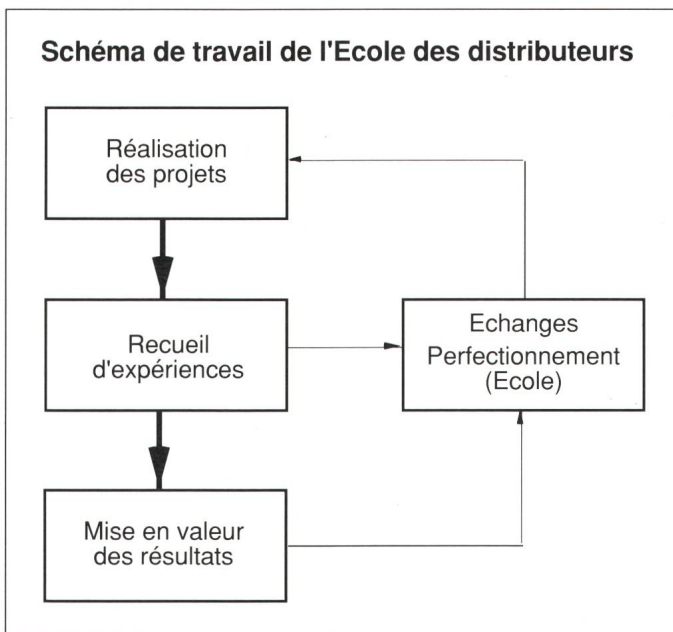 Schéma de travail de l'Ecole des distributeurs
Réalisation
des projets
Recueil
d'expériences
Echanges
Perfectionnement
(Ecole)
Mise en valeur
des résultats